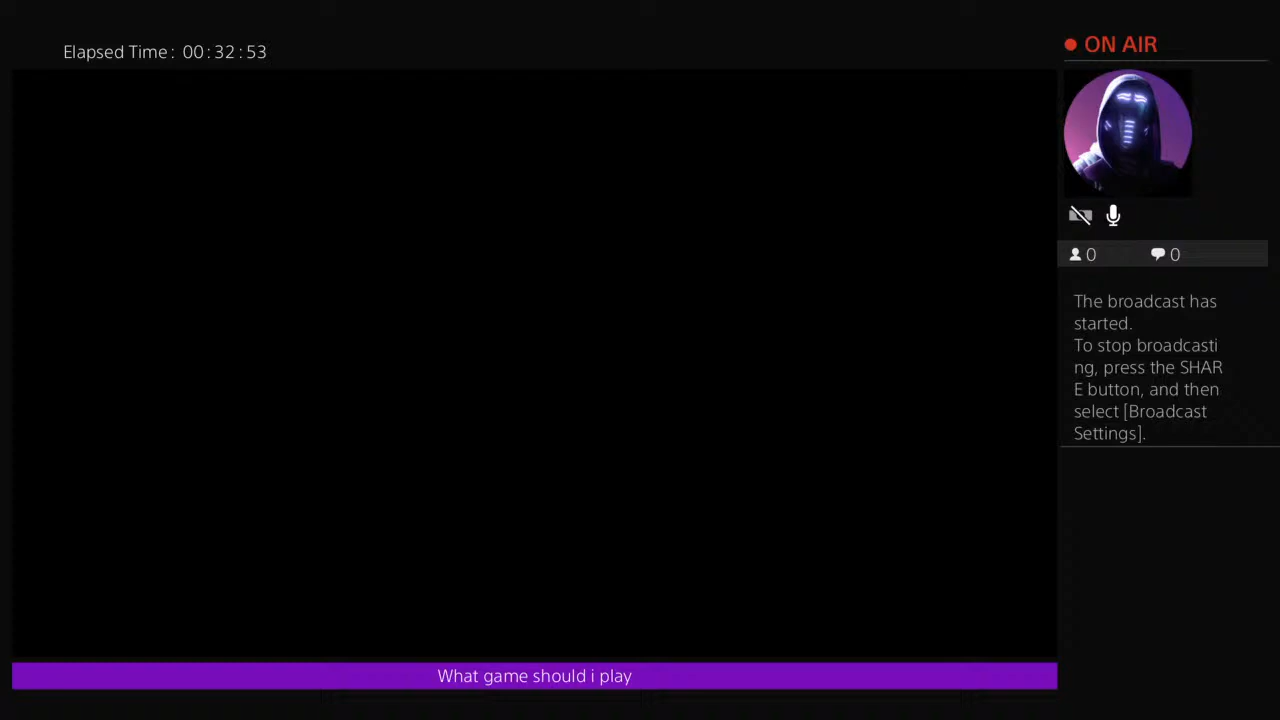 Elapsed Time: 00:32:53
ON AIR
0 0
The broadcast has
started.
To stop broadcasti
ng, press the SHAR
E button, and then
select [Broadcast
Settings].
What game should i play